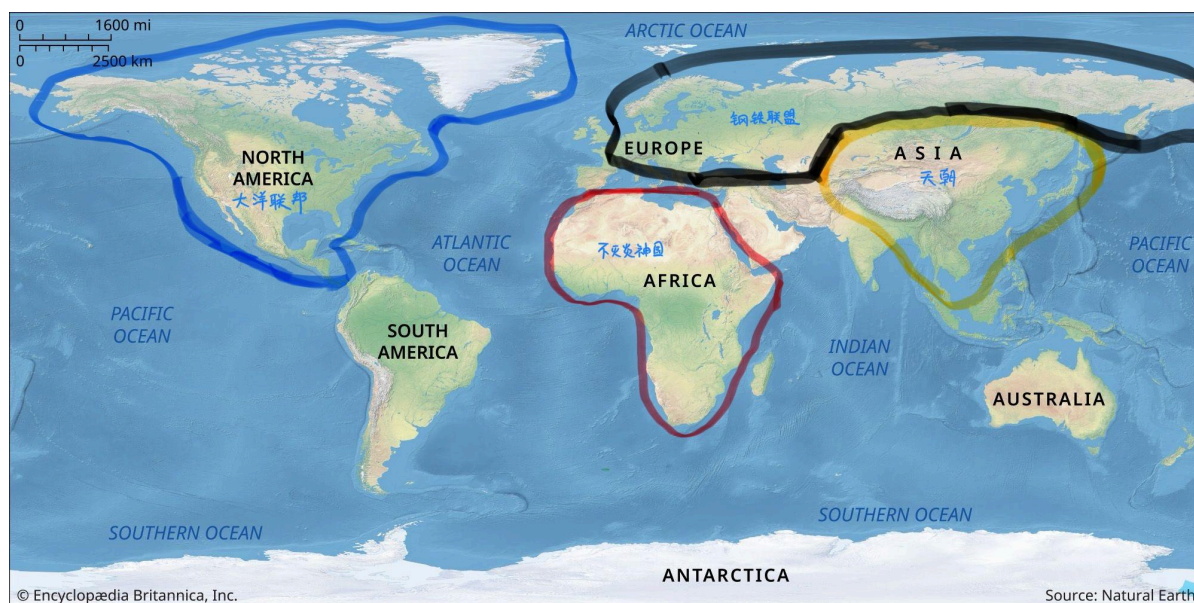 0 1600 mi
0 2500 km
ARCTIC OCEAN
钢铁联盟
EUROPE
ASIA
天朝
NORTH
AMERICA
大洋联邦
ATLANTIC
OCEAN
不灭炎神国
AFRICA
PACIFIC
OCEAN
PACIFIC
OCEAN
SOUTH
AMERICA
INDIAN
OCEAN
AUSTRALIA
SOUTHERN OCEAN
SOUTHERN OCEAN
ANTARCTICA
© Encyclopædia Britannica, Inc.
Source: Natural Earth